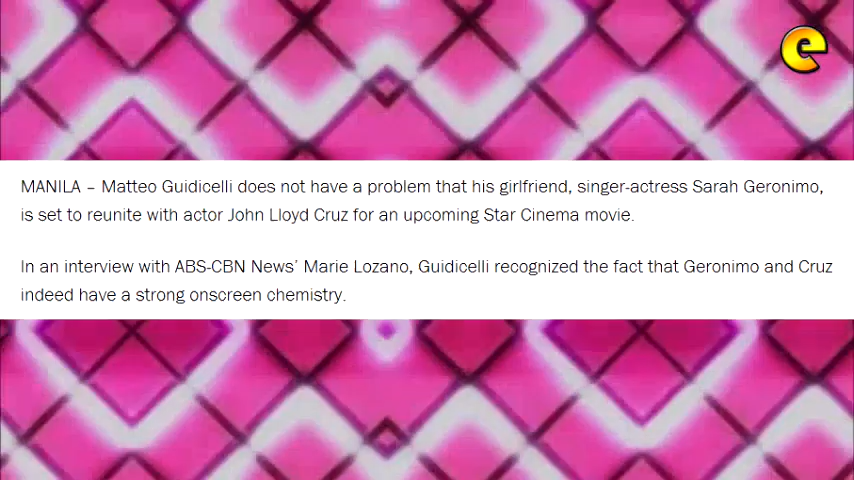 e
MANILA – Matteo Guidicelli does not have a problem that his girlfriend, singer-actress Sarah Geronimo,
is set to reunite with actor John Lloyd Cruz for an upcoming Star Cinema movie.
In an interview with ABS-CBN News’ Marie Lozano, Guidicelli recognized the fact that Geronimo and Cruz
indeed have a strong onscreen chemistry.